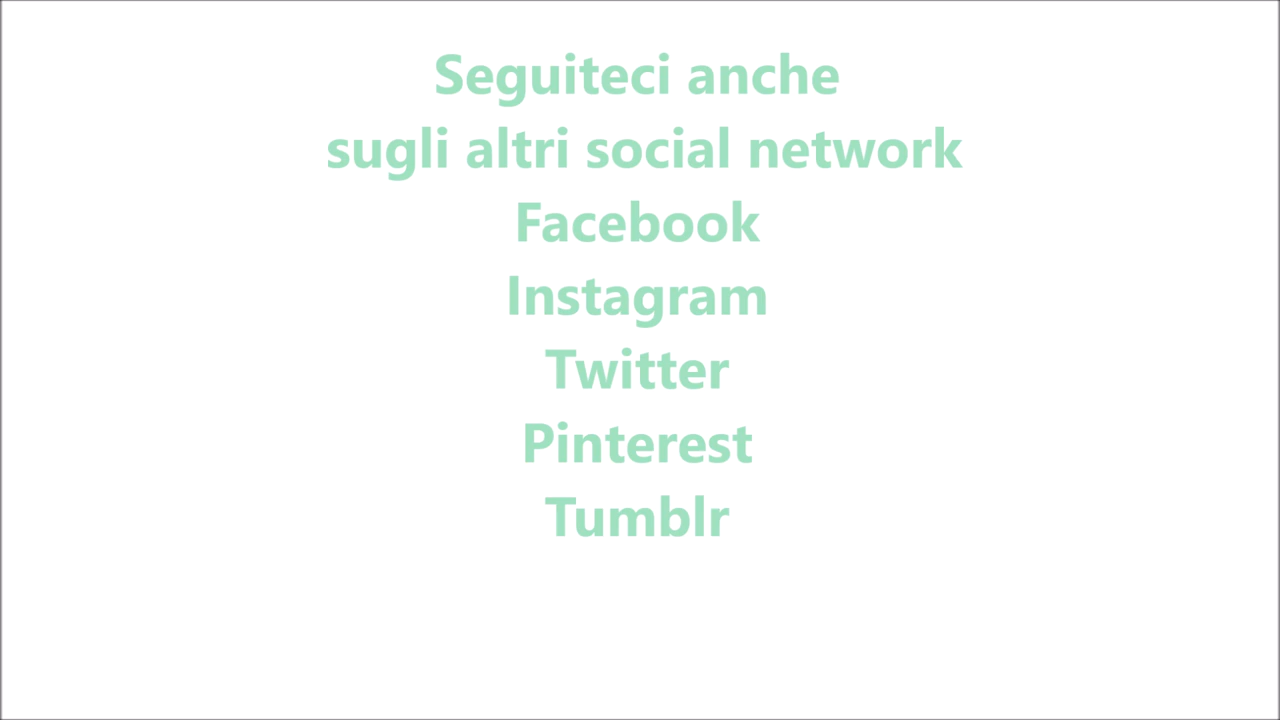 Seguiteci anche
sugli altri social network
Facebook
Instagram
Twitter
Pinterest
Tumblr